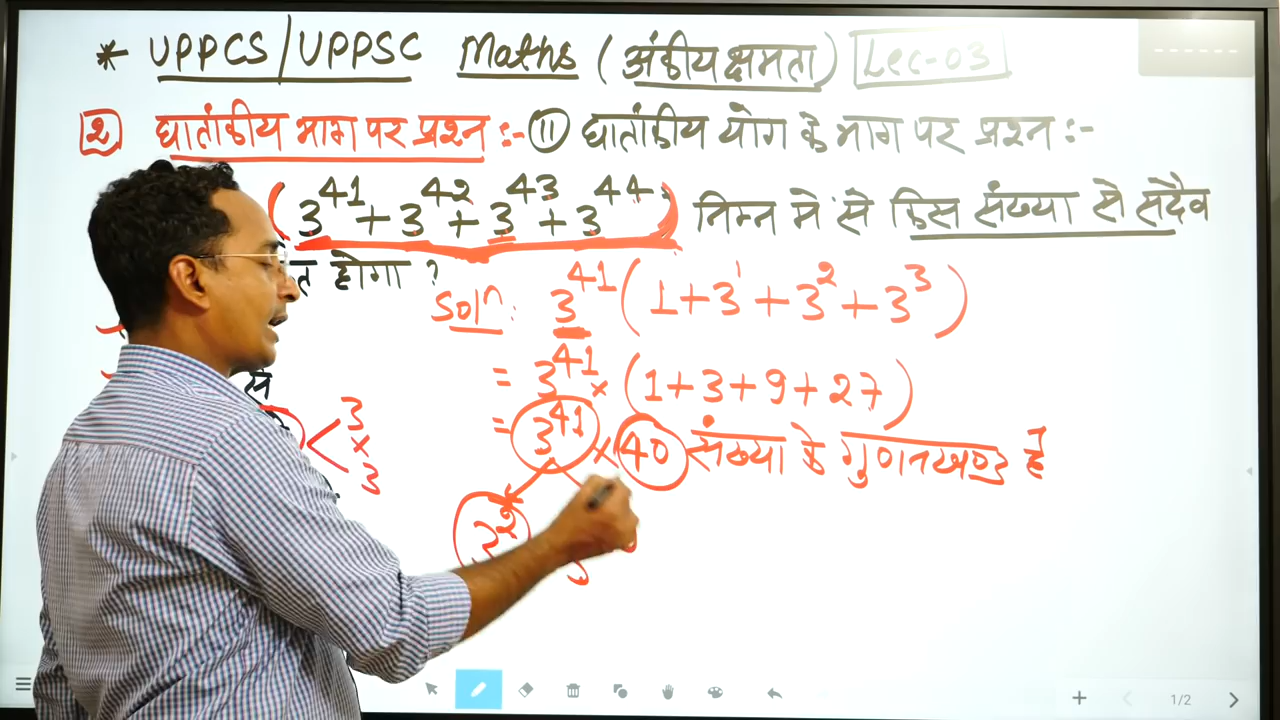 * UPPCS/UPPSC Maths (अंकीय क्षमता) Lec-03
2 घातांकीय भाग पर प्रश्न :- (ii) घातांकीय योग के भाग पर प्रश्न :-
(3^41 + 3^42 + 3^43 + 3^44) निम्न में से किस संख्या से सदैव
होगा ?
Solⁿ: 3^41 (1 + 3^1 + 3^2 + 3^3)
= 3^41 × (1 + 3 + 9 + 27)
= 3^41 × 40 संख्या के गुणनखण्ड हैं
से
3 × 3
3^2
1/2